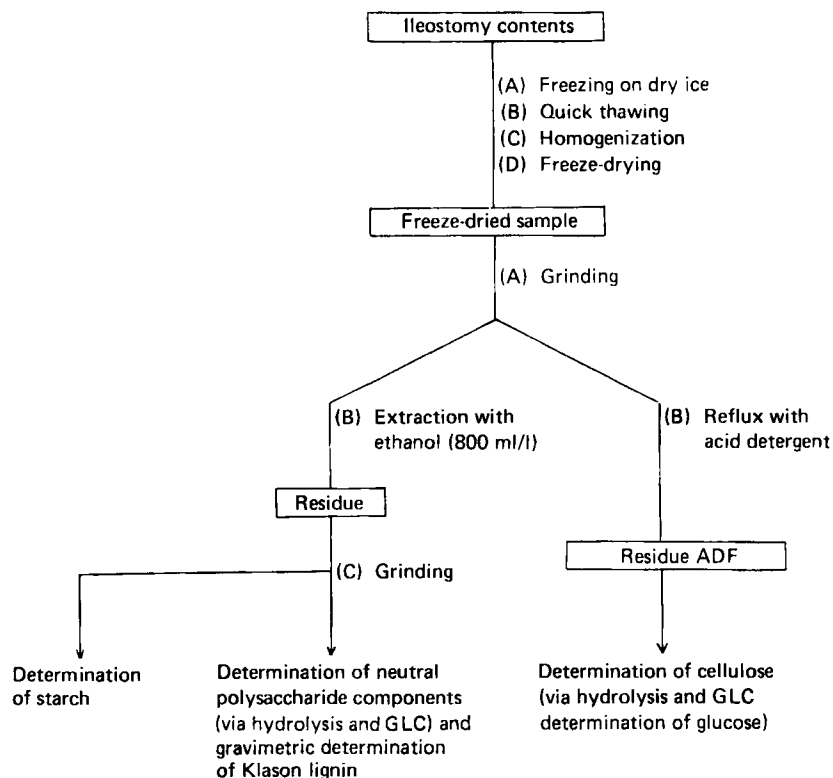 Ileostomy contents
(A) Freezing on dry ice
(B) Quick thawing
(C) Homogenization
(D) Freeze-drying
Freeze-dried sample
(A) Grinding
(B) Extraction with
ethanol (800 ml/l)
(B) Reflux with
acid detergent
Residue
Residue ADF
(C) Grinding
Determination
of starch
Determination of neutral
polysaccharide components
(via hydrolysis and GLC) and
gravimetric determination
of Klason lignin
Determination of cellulose
(via hydrolysis and GLC
determination of glucose)